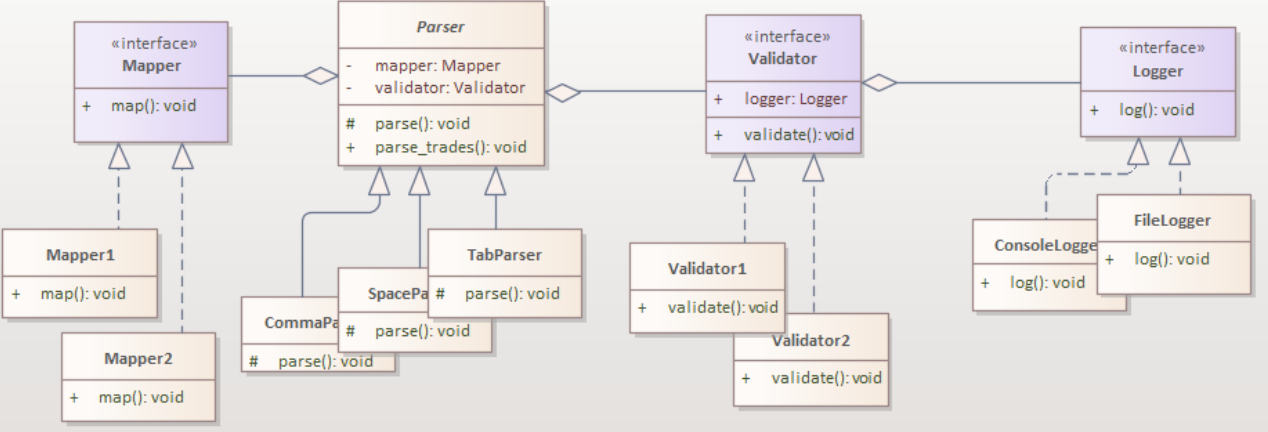 «interface»
Mapper
+ map(): void
Parser
- mapper: Mapper
- validator: Validator
# parse(): void
+ parse_trades(): void
«interface»
Validator
+ logger: Logger
+ validate(): void
«interface»
Logger
+ log(): void
Mapper1
+ map(): void
Mapper2
+ map(): void
CommaPa
# parse(): void
SpacePa
# parse(): void
TabParser
# parse(): void
Validator1
+ validate(): void
Validator2
+ validate(): void
ConsoleLogge
+ log(): void
FileLogger
+ log(): void